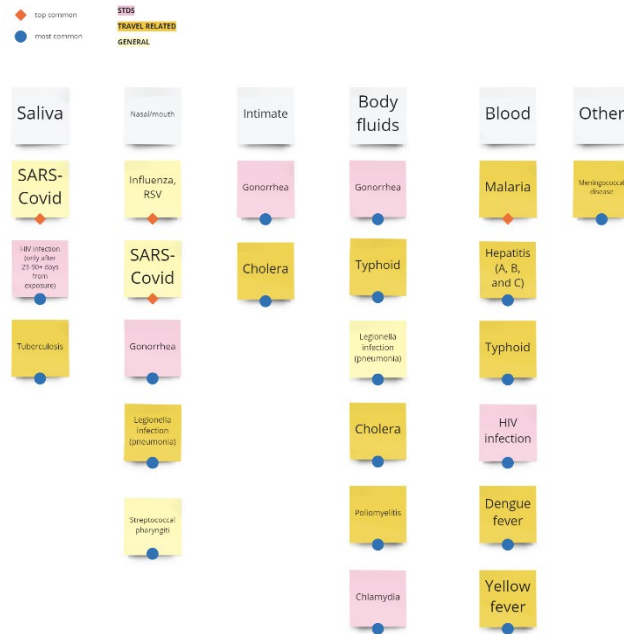 top common
most common
STDS
TRAVEL RELATED
GENERAL
Saliva
Nasal/mouth
Intimate
Body
fluids
Blood
Other
SARS-
Covid
Influenza,
RSV
Gonorrhea
Gonorrhea
Malaria
Meningococcal
disease
HIV infection
(only after
23-90+ days
from
exposure)
SARS-
Covid
Cholera
Typhoid
Hepatitis
(A, B,
and C)
Tuberculosis
Gonorrhea
Legionella
infection
(pneumonia)
Typhoid
Legionella
infection
(pneumonia)
Cholera
HIV
infection
Streptococcal
pharyngiti
Poliomyelitis
Dengue
fever
Chlamydia
Yellow
fever